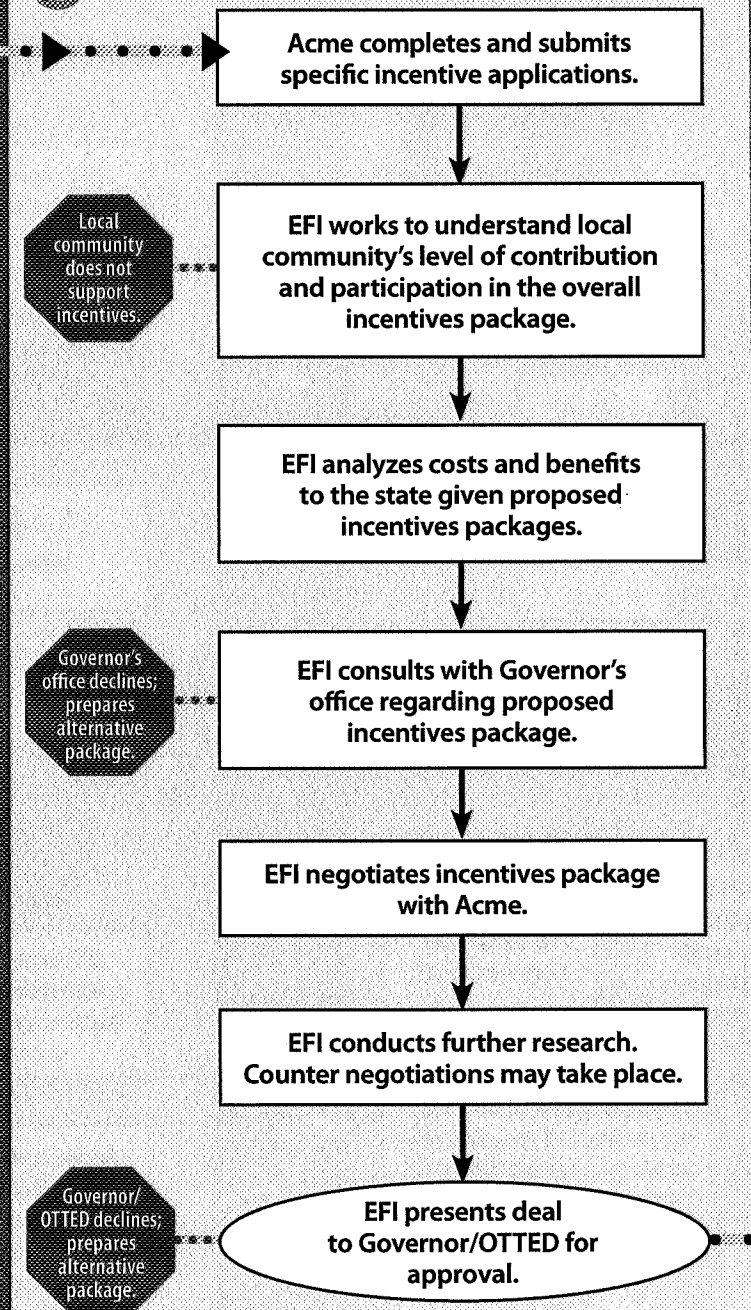 Acme completes and submits
specific incentive applications.
Local
community
does not
support
incentives.
EFI works to understand local
community's level of contribution
and participation in the overall
incentives package.
EFI analyzes costs and benefits
to the state given proposed
incentives packages.
Governor's
office declines;
prepares
alternative
package.
EFI consults with Governor's
office regarding proposed
incentives package.
EFI negotiates incentives package
with Acme.
EFI conducts further research.
Counter negotiations may take place.
Governor/
OTTED declines;
prepares
alternative
package.
EFI presents deal
to Governor/OTTED for
approval.